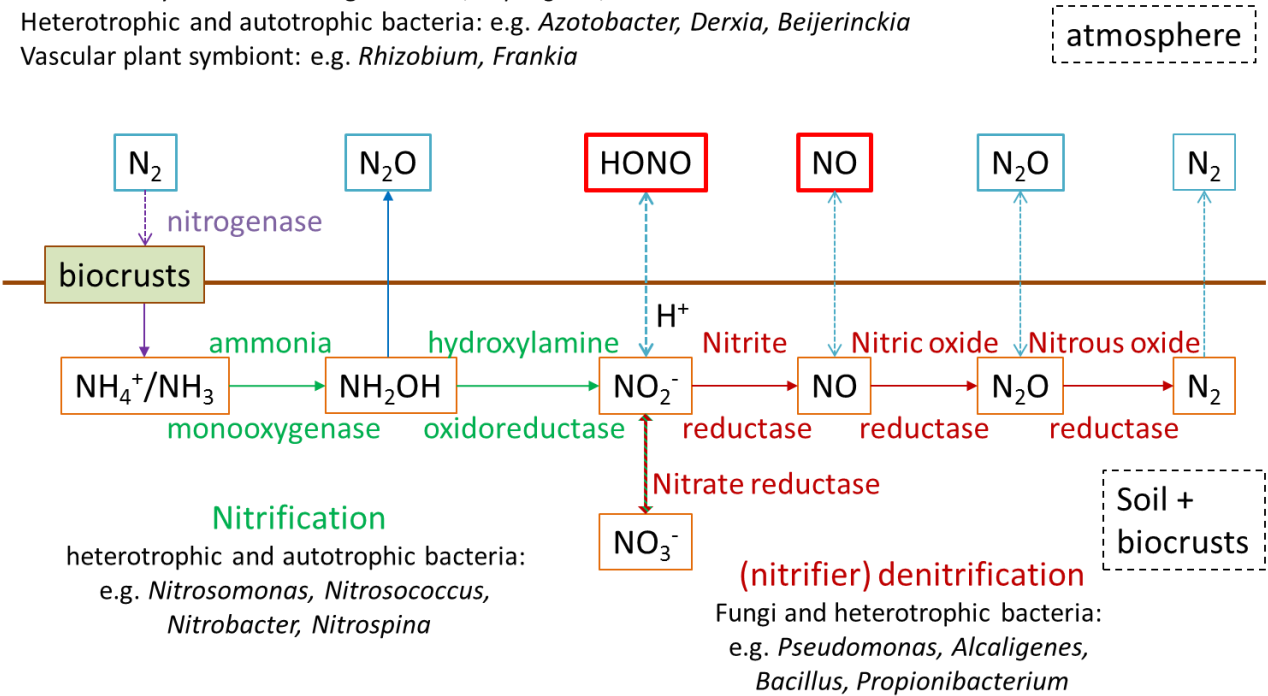 Heterotrophic and autotrophic bacteria: e.g. Azotobacter, Derxia, Beijerinckia
Vascular plant symbiont: e.g. Rhizobium, Frankia
atmosphere
N₂
N₂O
HONO
NO
N₂O
N₂
nitrogenase
biocrusts
H⁺
ammonia
hydroxylamine
Nitrite
Nitric oxide
Nitrous oxide
NH₄⁺/NH₃
NH₂OH
NO₂⁻
NO
N₂O
N₂
monooxygenase
oxidoreductase
reductase
reductase
reductase
Nitrate reductase
NO₃⁻
Soil +
biocrusts
Nitrification
heterotrophic and autotrophic bacteria:
e.g. Nitrosomonas, Nitrosococcus,
Nitrobacter, Nitrospina
(nitrifier) denitrification
Fungi and heterotrophic bacteria:
e.g. Pseudomonas, Alcaligenes,
Bacillus, Propionibacterium